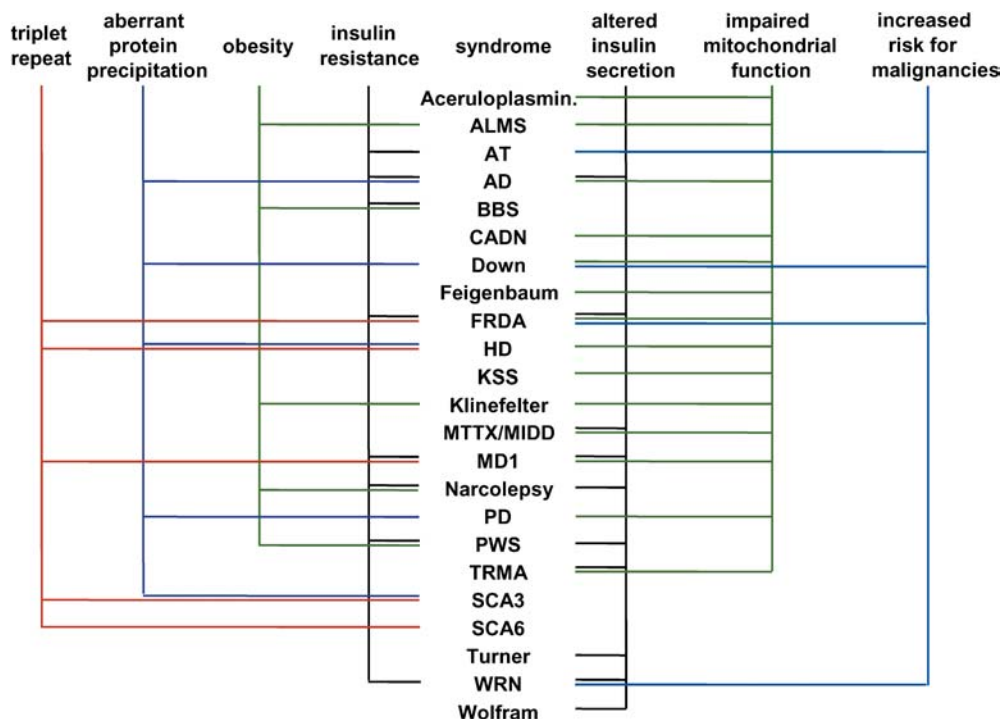 triplet
repeat
aberrant
protein
precipitation
obesity
insulin
resistance
syndrome
altered
insulin
secretion
impaired
mitochondrial
function
increased
risk for
malignancies
Aceruloplasmin.
ALMS
AT
AD
BBS
CADN
Down
Feigenbaum
FRDA
HD
KSS
Klinefelter
MTTX/MIDD
MD1
Narcolepsy
PD
PWS
TRMA
SCA3
SCA6
Turner
WRN
Wolfram